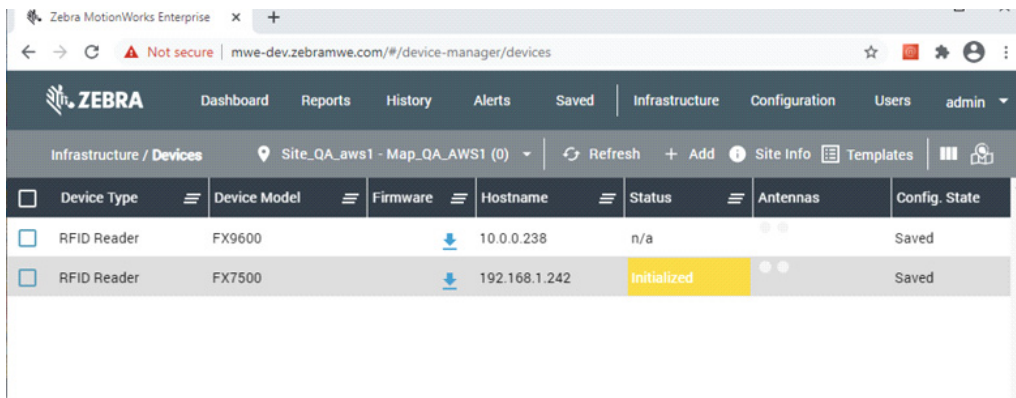 Zebra MotionWorks Enterprise × +
Not secure | mwe-dev.zebramwe.com/#/device-manager/devices
ZEBRA Dashboard Reports History Alerts Saved Infrastructure Configuration Users admin
Infrastructure / Devices Site_QA_aws1 - Map_QA_AWS1 (0) Refresh + Add Site Info Templates
Device Type Device Model Firmware Hostname Status Antennas Config. State
RFID Reader FX9600 10.0.0.238 n/a Saved
RFID Reader FX7500 192.168.1.242 Initialized Saved